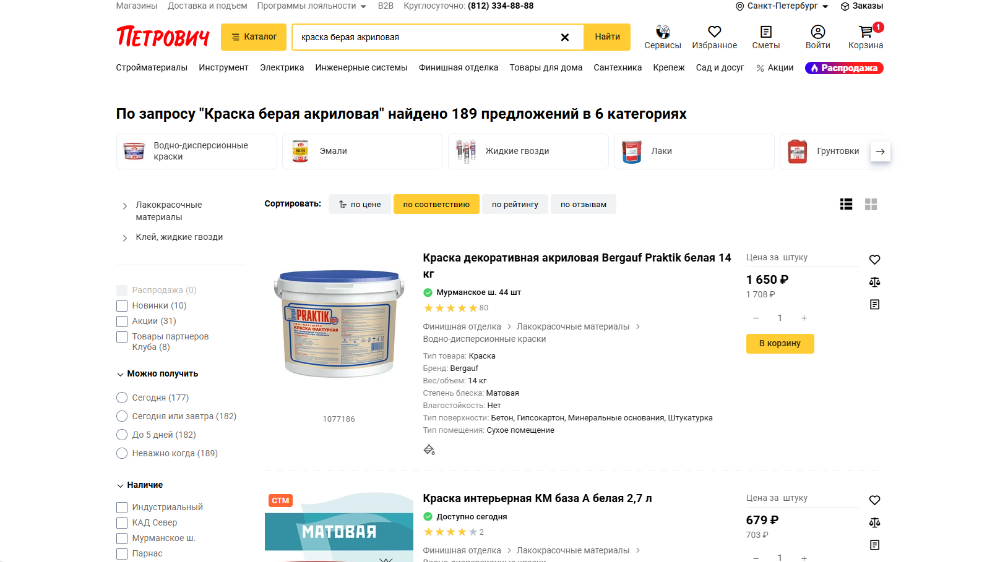 Магазины Доставка и подъем Программы лояльности B2B Круглосуточно: (812) 334-88-88 Санкт-Петербург Заказы
ПЕТРОВИЧ Каталог краска берая акриловая Найти
Сервисы Избранное Сметы Войти 1 Корзина
Стройматериалы Инструмент Электрика Инженерные системы Финишная отделка Товары для дома Сантехника Крепеж Сад и досуг Акции Распродажа
По запросу "Краска берая акриловая" найдено 189 предложений в 6 категориях
Водно-дисперсионные краски
Эмали
Жидкие гвозди
Лаки
Грунтовки
Лакокрасочные
материалы
Клей, жидкие гвозди
Распродажа (0)
Новинки (10)
Акции (31)
Товары партнеров
Клуба (8)
Можно получить
Сегодня (177)
Сегодня или завтра (182)
До 5 дней (182)
Неважно когда (189)
Наличие
Индустриальный
КАД Север
Мурманское ш.
Парнас
Сортировать: по цене по соответствию по рейтингу по отзывам
PRAKTIK
КРАСКА ФАКТУРНАЯ
1077186
Краска декоративная акриловая Bergauf Praktik белая 14
кг
Мурманское ш. 44 шт
80
Финишная отделка Лакокрасочные материалы
Водно-дисперсионные краски
Тип товара: Краска
Бренд: Bergauf
Вес/объем: 14 кг
Степень блеска: Матовая
Влагостойкость: Нет
Тип поверхности: Бетон, Гипсокартон, Минеральные основания, Штукатурка
Тип помещения: Сухое помещение
Цена за штуку
1 650 ₽
1 708 ₽
− 1 +
В корзину
СТМ
МАТОВАЯ
Краска интерьерная КМ база А белая 2,7 л
Доступно сегодня
2
Финишная отделка Лакокрасочные материалы
Водно-дисперсионные краски
Цена за штуку
679 ₽
703 ₽
− 1 +